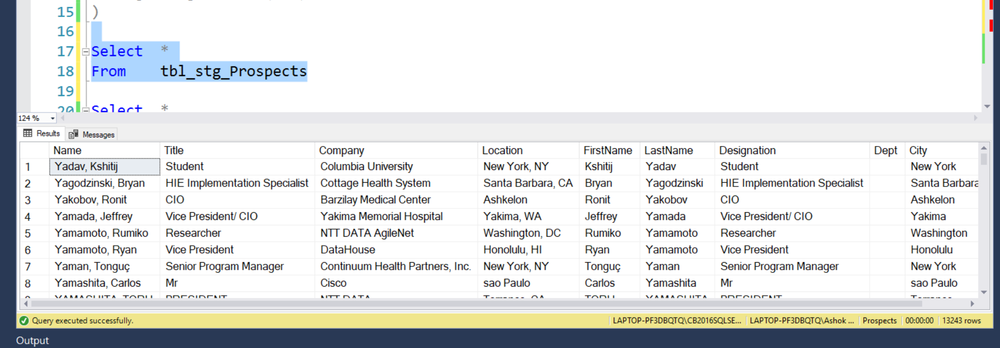 15 )
16
17 Select *
18 From tbl_stg_Prospects
19
20 Select *
124 %
Results Messages
Name Title Company Location FirstName LastName Designation Dept City
1 Yadav, Kshitij Student Columbia University New York, NY Kshitij Yadav Student New York
2 Yagodzinski, Bryan HIE Implementation Specialist Cottage Health System Santa Barbara, CA Bryan Yagodzinski HIE Implementation Specialist Santa Barbara
3 Yakobov, Ronit CIO Barzilay Medical Center Ashkelon Ronit Yakobov CIO Ashkelon
4 Yamada, Jeffrey Vice President/ CIO Yakima Memorial Hospital Yakima, WA Jeffrey Yamada Vice President/ CIO Yakima
5 Yamamoto, Rumiko Researcher NTT DATA AgileNet Washington, DC Rumiko Yamamoto Researcher Washington
6 Yamamoto, Ryan Vice President DataHouse Honolulu, HI Ryan Yamamoto Vice President Honolulu
7 Yaman, Tonguç Senior Program Manager Continuum Health Partners, Inc. New York, NY Tonguç Yaman Senior Program Manager New York
8 Yamashita, Carlos Mr Cisco sao Paulo Carlos Yamashita Mr sao Paulo
9 YAMASHITA, TORU PRESIDENT NTT DATA Torrance, CA TORU YAMASHITA PRESIDENT Torrance
Query executed successfully. LAPTOP-PF3DBQTQ\CB2016SQLSE... LAPTOP-PF3DBQTQ\Ashok ... Prospects 00:00:00 13243 rows
Output